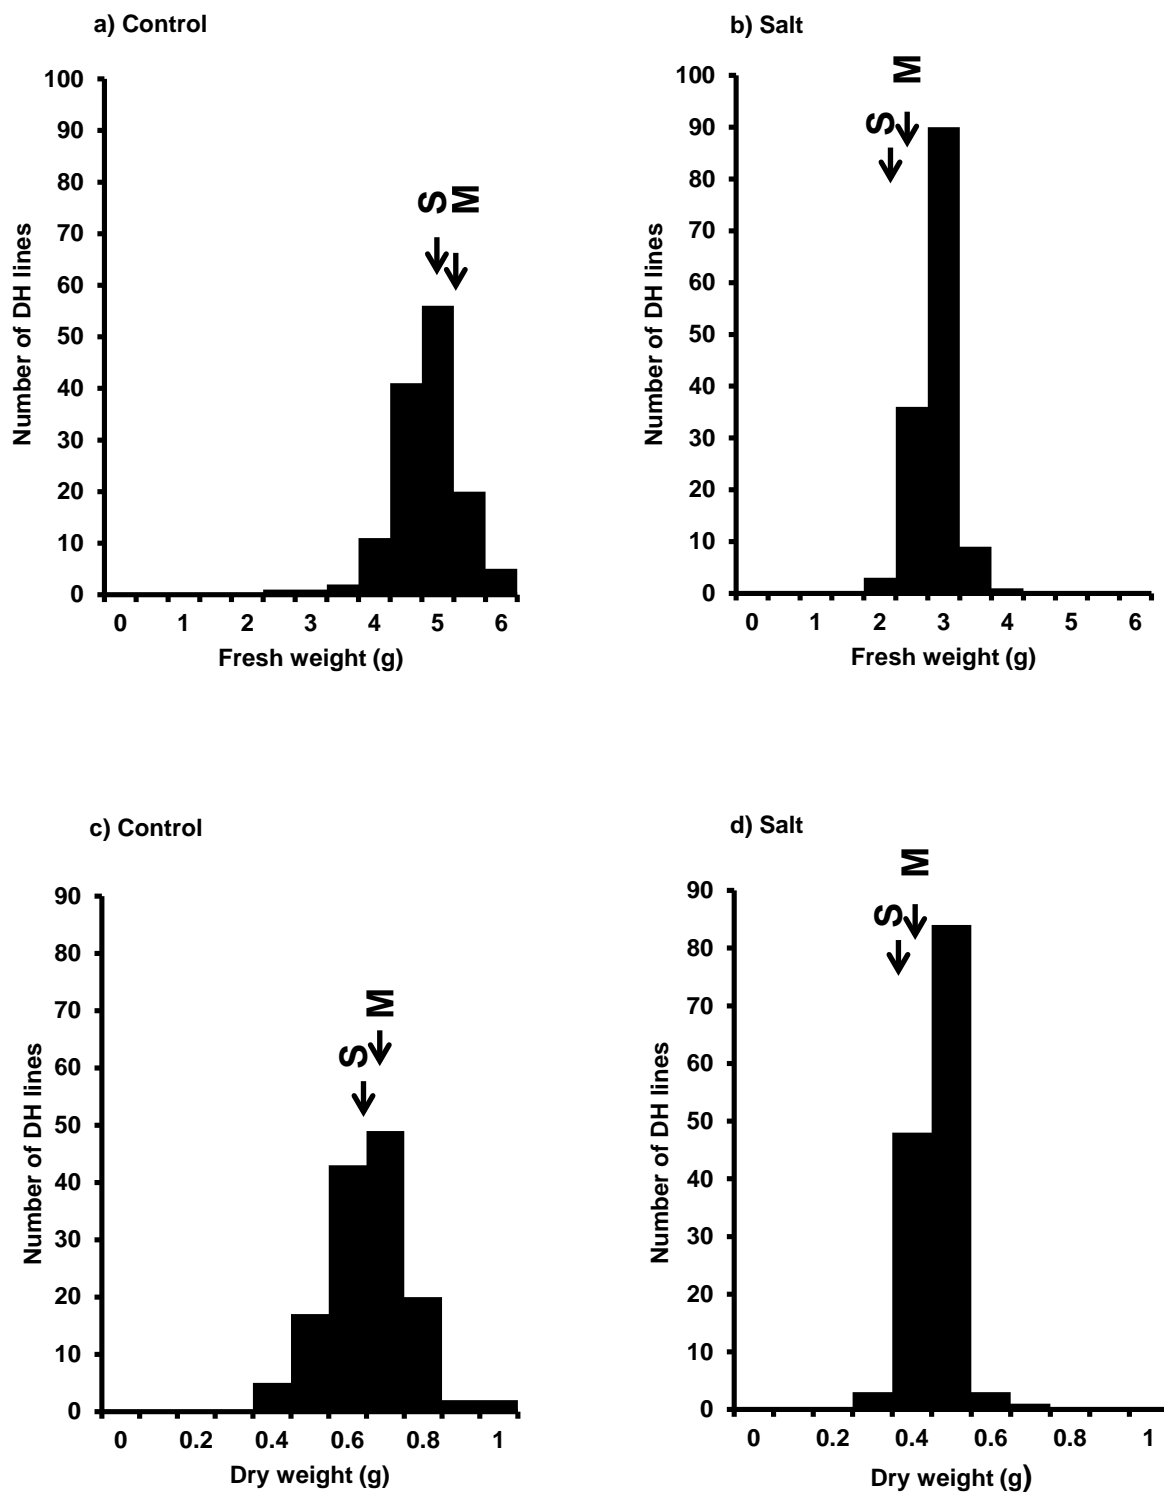 a) Control
S
M
100
90
80
70
60
50
40
30
20
10
0
Number of DH lines
0 1 2 3 4 5 6
Fresh weight (g)
b) Salt
M
S
100
90
80
70
60
50
40
30
20
10
0
Number of DH lines
0 1 2 3 4 5 6
Fresh weight (g)
c) Control
M
S
90
80
70
60
50
40
30
20
10
0
Number of DH lines
0 0.2 0.4 0.6 0.8 1
Dry weight (g)
d) Salt
M
S
90
80
70
60
50
40
30
20
10
0
Number of DH lines
0 0.2 0.4 0.6 0.8 1
Dry weight (g)